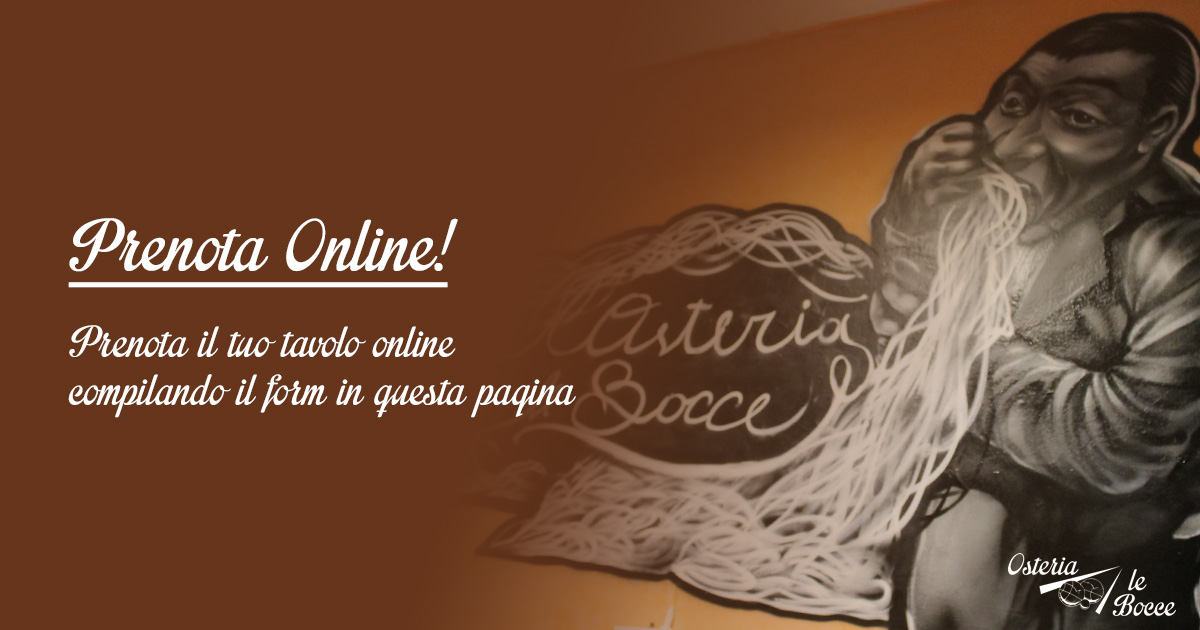 Prenota Online!
Prenota il tuo tavolo online
compilando il form in questa pagina
Osteria
Bocce
Osteria
le
Bocce